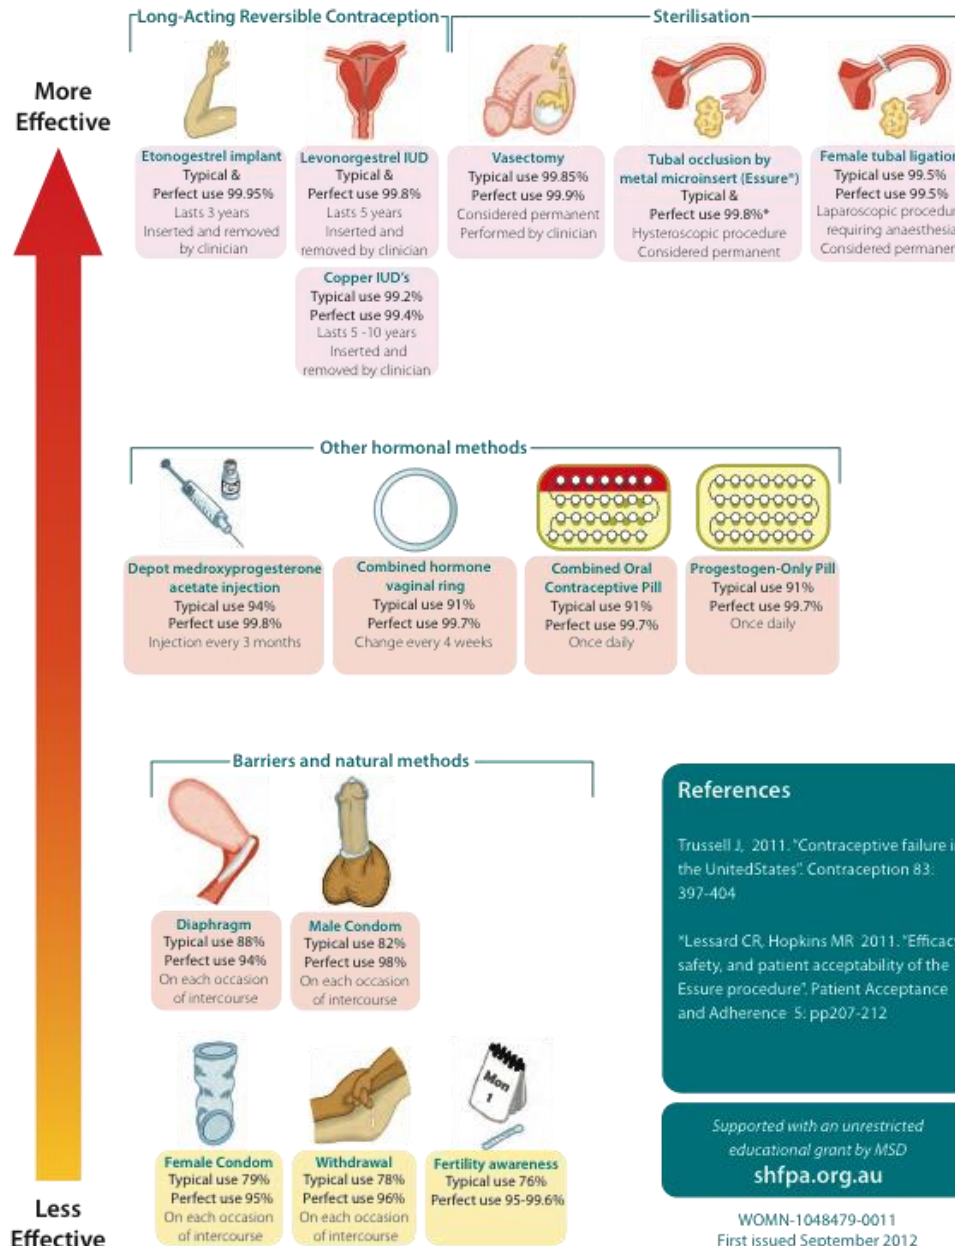 Long-Acting Reversible Contraception
Sterilisation
More
Effective
Etonogestrel implant
Typical &
Perfect use 99.95%
Lasts 3 years
Inserted and removed
by clinician
Levonorgestrel IUD
Typical &
Perfect use 99.8%
Lasts 5 years
Inserted and
removed by clinician
Vasectomy
Typical use 99.85%
Perfect use 99.9%
Considered permanent
Performed by clinician
Tubal occlusion by
metal microinsert (Essure*)
Typical &
Perfect use 99.8%*
Hysteroscopic procedure
Considered permanent
Female tubal ligation
Typical use 99.5%
Perfect use 99.5%
Laparoscopic procedur
requiring anaesthesia
Considered permanen
Copper IUD's
Typical use 99.2%
Perfect use 99.4%
Lasts 5 -10 years
Inserted and
removed by clinician
Other hormonal methods
Depot medroxyprogesterone
acetate injection
Typical use 94%
Perfect use 99.8%
Injection every 3 months
Combined hormone
vaginal ring
Typical use 91%
Perfect use 99.7%
Change every 4 weeks
Combined Oral
Contraceptive Pill
Typical use 91%
Perfect use 99.7%
Once daily
Progestogen-Only Pill
Typical use 91%
Perfect use 99.7%
Once daily
Barriers and natural methods
Diaphragm
Typical use 88%
Perfect use 94%
On each occasion
of intercourse
Male Condom
Typical use 82%
Perfect use 98%
On each occasion
of intercourse
Mon
1
Female Condom
Typical use 79%
Perfect use 95%
On each occasion
of intercourse
Withdrawal
Typical use 78%
Perfect use 96%
On each occasion
of intercourse
Fertility awareness
Typical use 76%
Perfect use 95-99.6%
Less
Effective
References
Trussell J, 2011. "Contraceptive failure i
the UnitedStates". Contraception 83:
397-404
*Lessard CR, Hopkins MR 2011. "Efficac
safety, and patient acceptability of the
Essure procedure". Patient Acceptance
and Adherence 5: pp207-212
Supported with an unrestricted
educational grant by MSD
shfpa.org.au
WOMN-1048479-0011
First issued September 2012